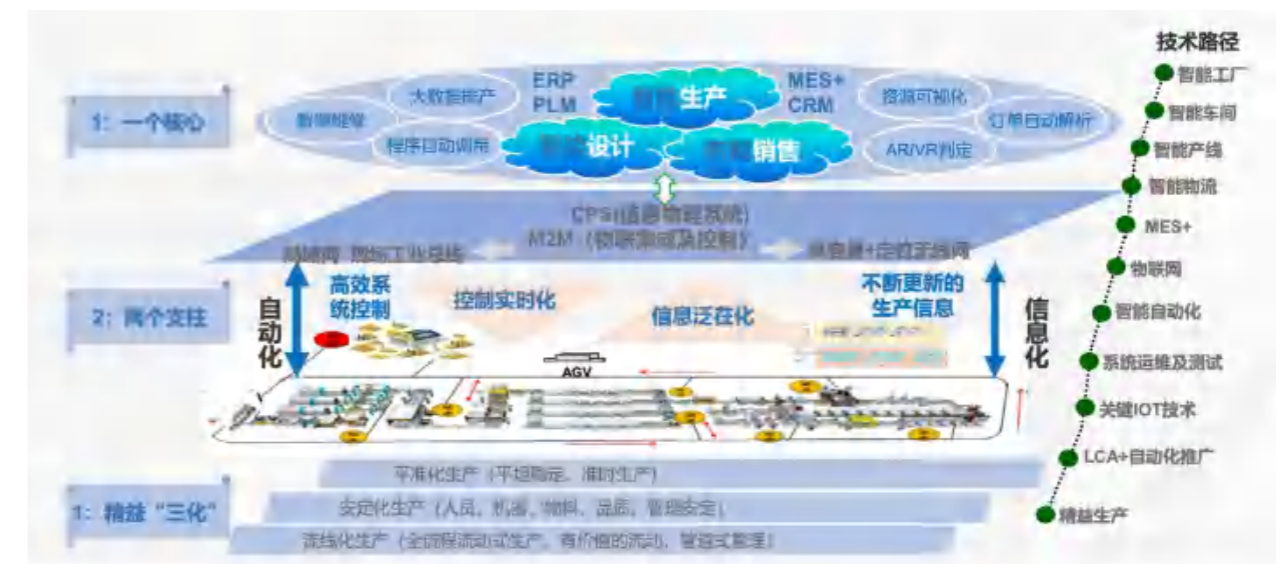 技术路径
1：一个核心
大数据排产
ERP
PLM
生产
MES+
CRM
资源可视化
订单自动解析
程序自动调用
设计
销售
AR/VR判定
CPS(信息物理系统)
M2M（物联集成及控制）
2：两个支柱
自动化
高效系
统控制
控制实时化
信息泛在化
不断更新的
生产信息
信息化
AGV
1：精益“三化”
平准化生产（平坦稳定、准时生产）
安定化生产（人员、机器、物料、品质、管理安定）
流线化生产（全流程流动式生产、有价值的流动、管道式管理）
智能工厂
智能车间
智能产线
智能物流
MES+
物联网
智能自动化
系统运维及测试
关键IOT技术
LCA+自动化推广
精益生产